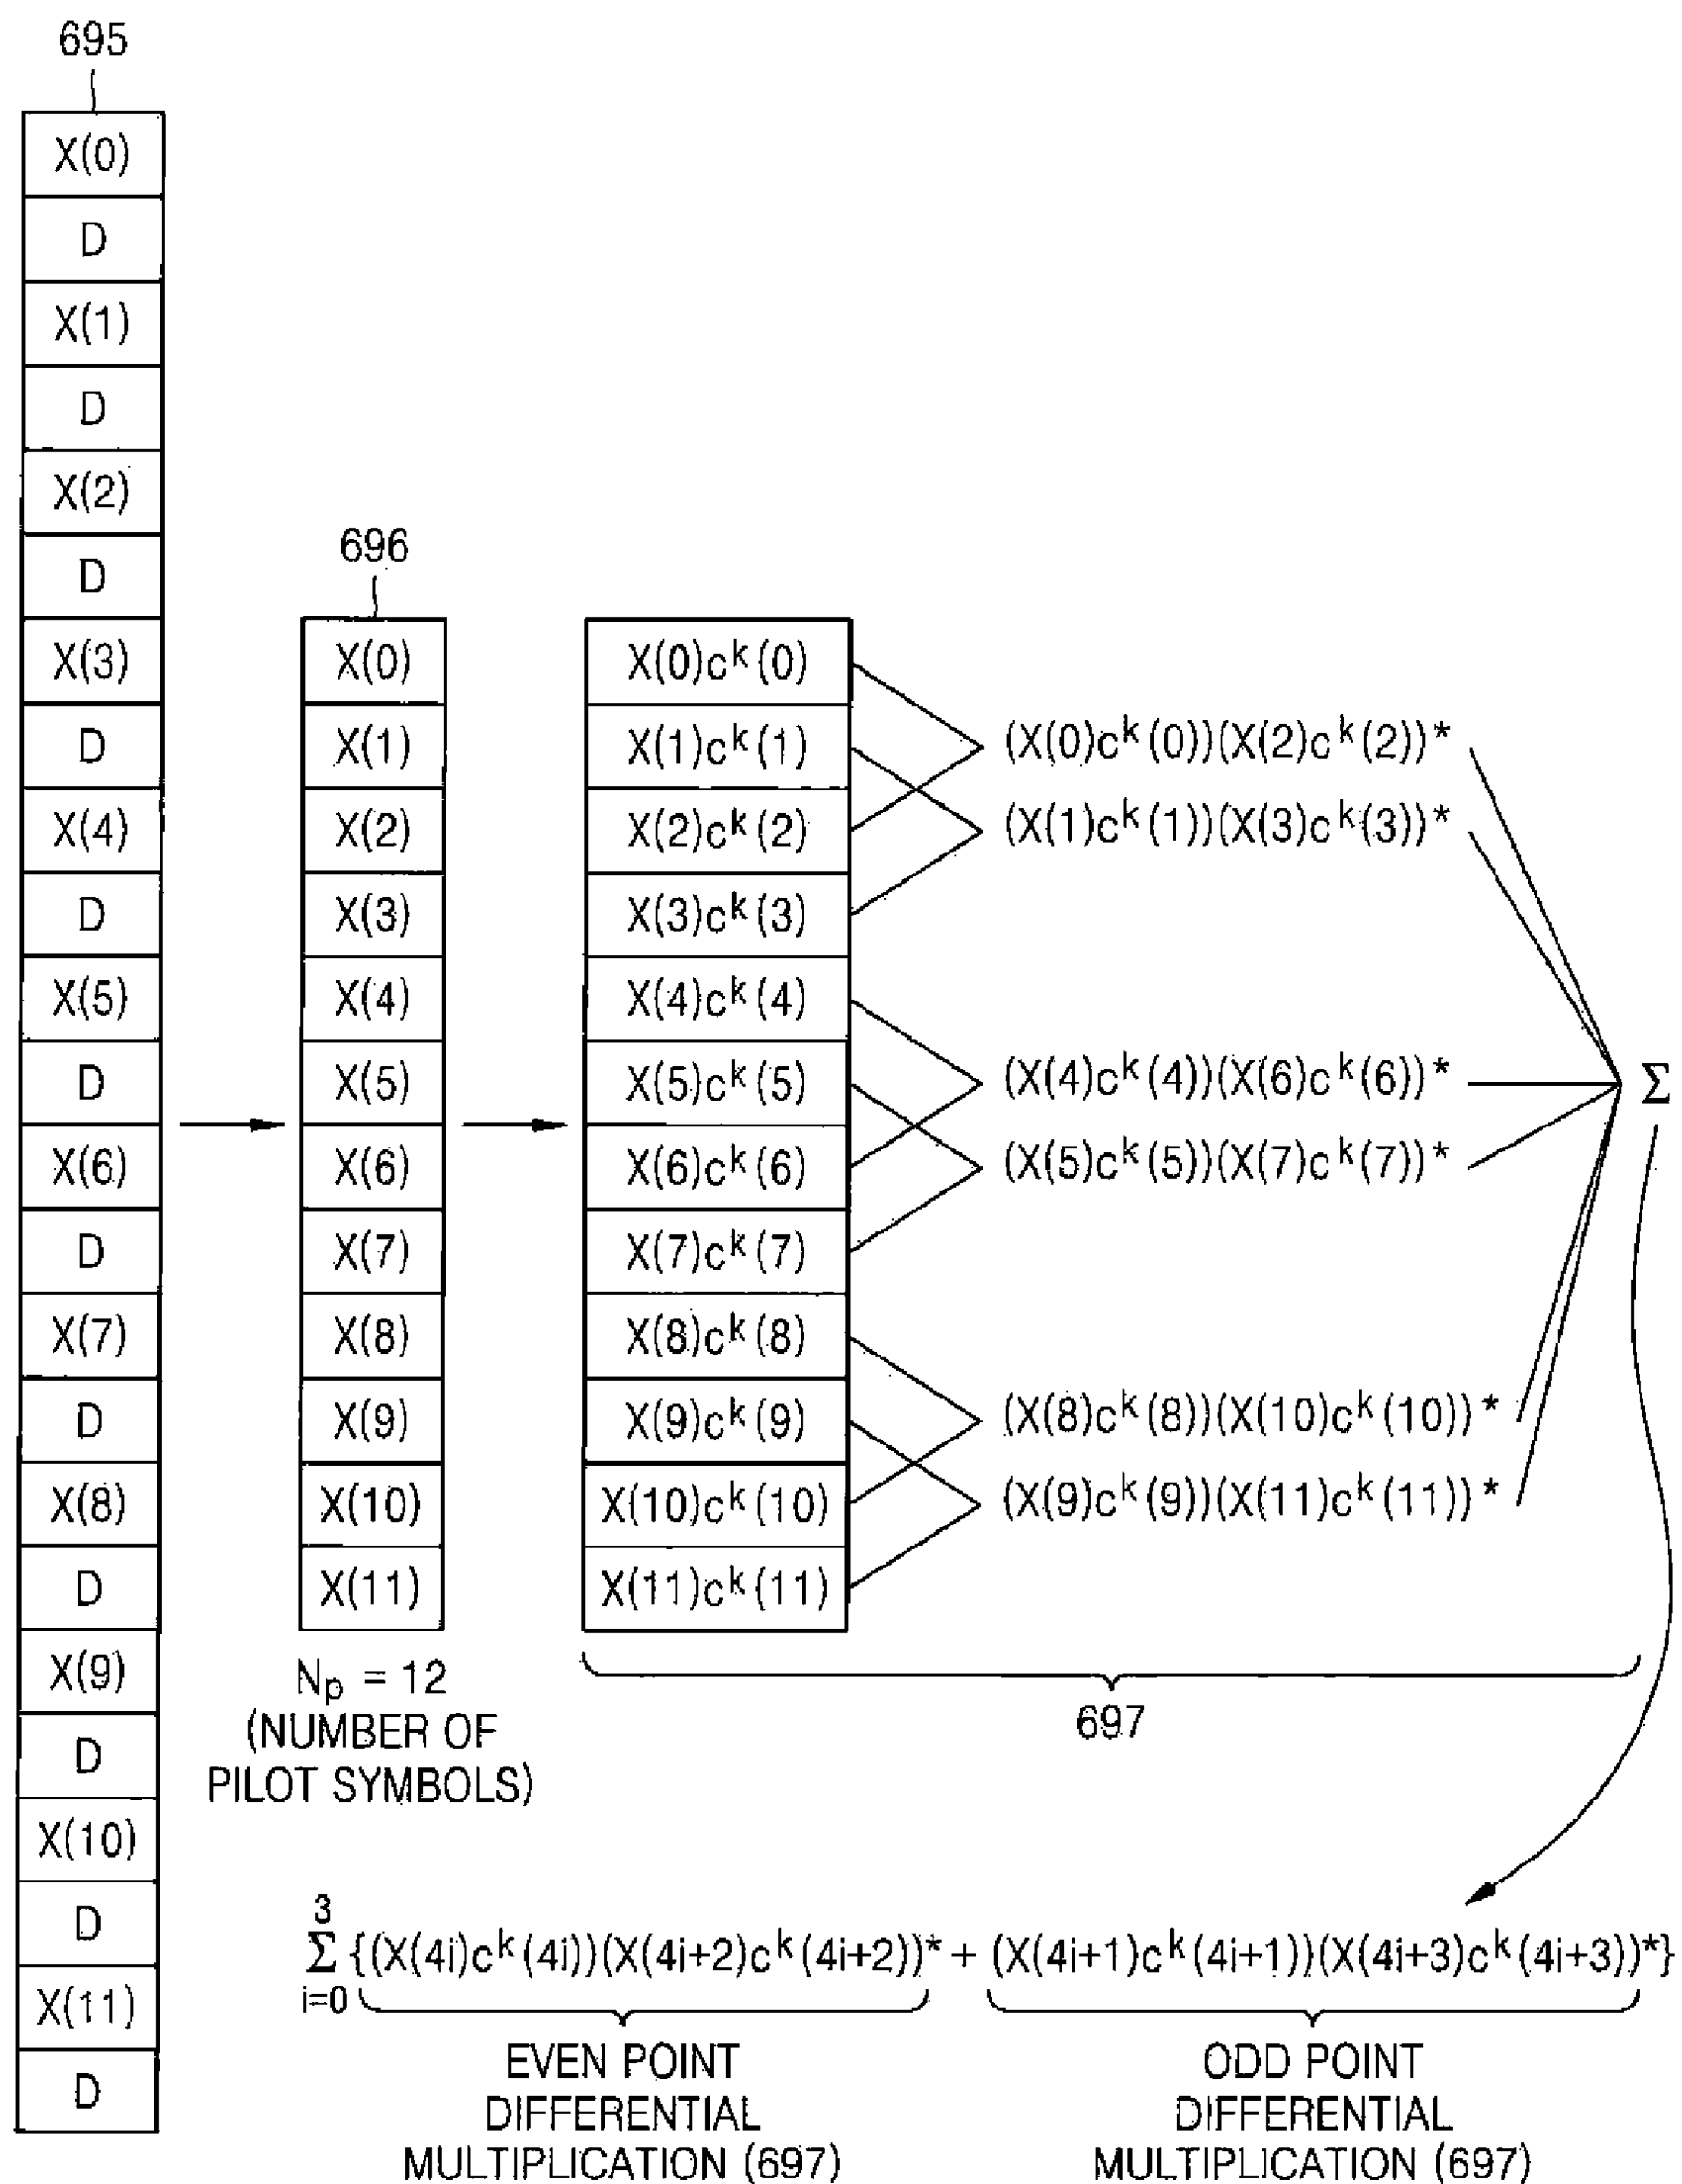 695
X(0)
D
X(1)
D
X(2)
D
X(3)
D
X(4)
D
X(5)
D
X(6)
D
X(7)
D
X(8)
D
X(9)
D
X(10)
D
X(11)
D
696
X(0)
X(1)
X(2)
X(3)
X(4)
X(5)
X(6)
X(7)
X(8)
X(9)
X(10)
X(11)
Np = 12
(NUMBER OF
PILOT SYMBOLS)
X(0)c^k(0)
X(1)c^k(1)
X(2)c^k(2)
X(3)c^k(3)
X(4)c^k(4)
X(5)c^k(5)
X(6)c^k(6)
X(7)c^k(7)
X(8)c^k(8)
X(9)c^k(9)
X(10)c^k(10)
X(11)c^k(11)
(X(0)c^k(0))(X(2)c^k(2))*
(X(1)c^k(1))(X(3)c^k(3))*
(X(4)c^k(4))(X(6)c^k(6))*
(X(5)c^k(5))(X(7)c^k(7))*
(X(8)c^k(8))(X(10)c^k(10))*
(X(9)c^k(9))(X(11)c^k(11))*
Σ
697
3
Σ {(X(4i)c^k(4i))(X(4i+2)c^k(4i+2))* + (X(4i+1)c^k(4i+1))(X(4i+3)c^k(4i+3))*}
i=0
EVEN POINT
DIFFERENTIAL
MULTIPLICATION (697)
ODD POINT
DIFFERENTIAL
MULTIPLICATION (697)